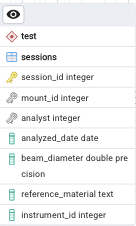 test
sessions
session_id integer
mount_id integer
analyst integer
analyzed_date date
beam_diameter double pre
cision
reference_material text
instrument_id integer